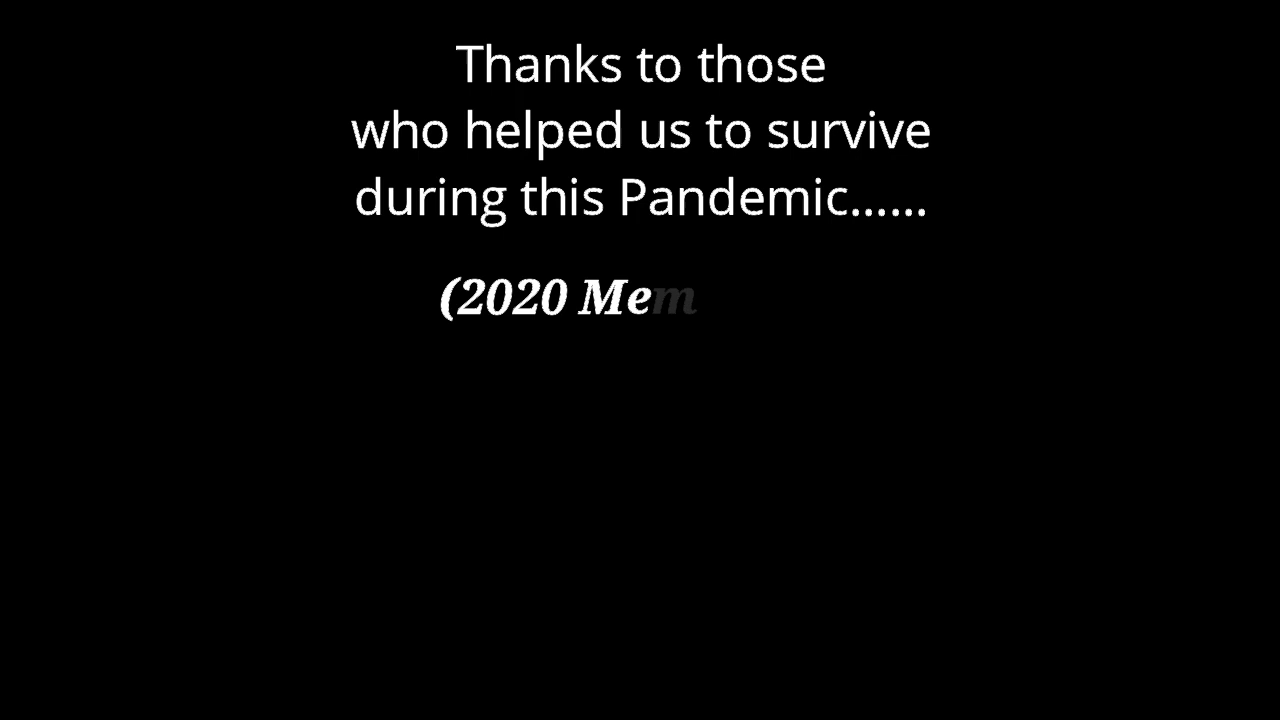 Thanks to those
who helped us to survive
during this Pandemic......
(2020 Mem